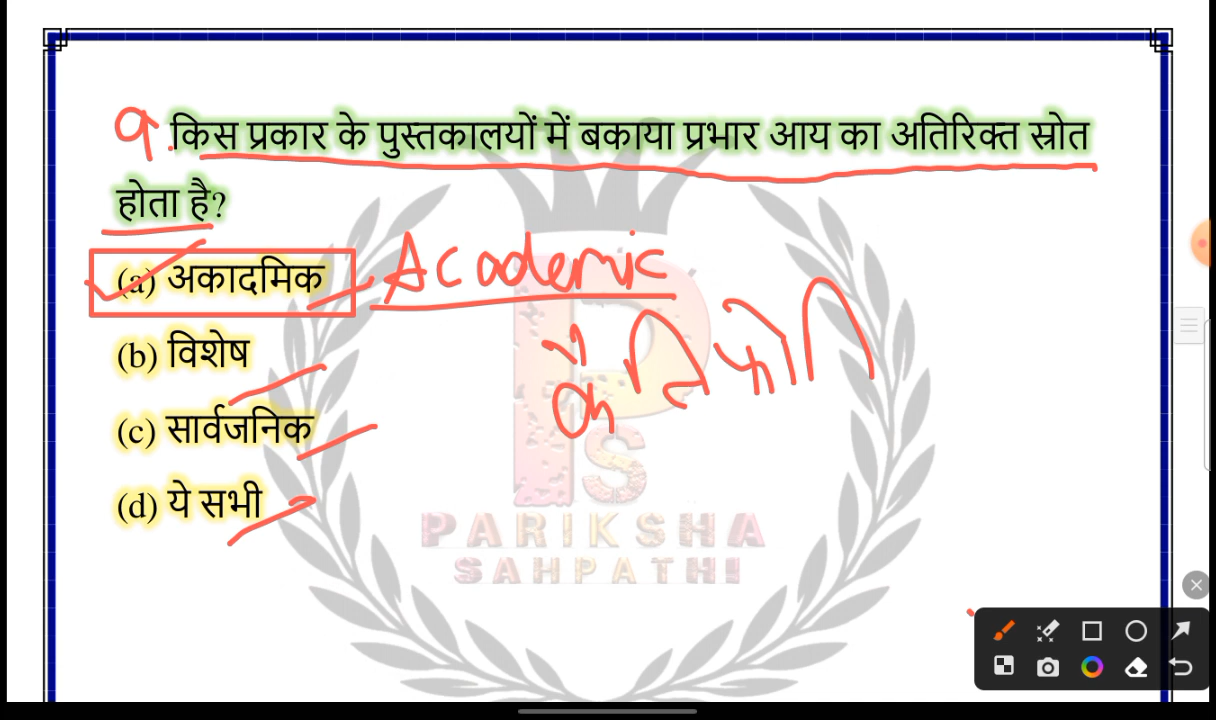 9. किस प्रकार के पुस्तकालयों में बकाया प्रभार आय का अतिरिक्त स्रोत
होता है?
(a) अकादमिक Academic
(b) विशेष
(c) सार्वजनिक
(d) ये सभी
PARIKSHA
SAHPATHI